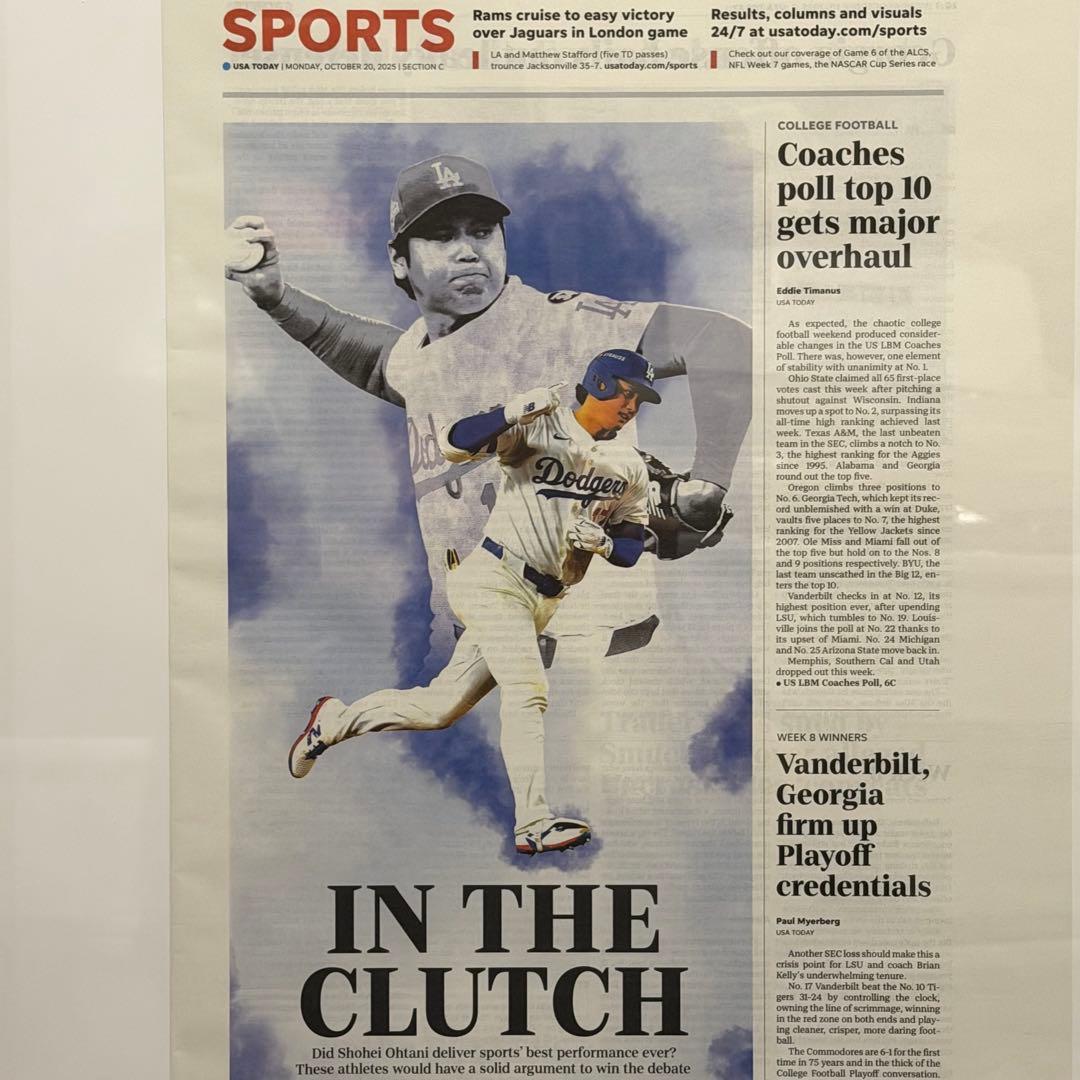 SPORTS
USA TODAY | MONDAY, OCTOBER 20, 2025 | SECTION C
Rams cruise to easy victory
over Jaguars in London game
LA and Matthew Stafford (five TD passes)
trounce Jacksonville 35-7. usatoday.com/sports
Results, columns and visuals
24/7 at usatoday.com/sports
Check out our coverage of Game 6 of the ALCS,
NFL Week 7 games, the NASCAR Cup Series race
LA
LA
Dodgers
IN THE
CLUTCH
Did Shohei Ohtani deliver sports’ best performance ever?
These athletes would have a solid argument to win the debate
COLLEGE FOOTBALL
Coaches
poll top 10
gets major
overhaul
Eddie Timanus
USA TODAY
As expected, the chaotic college
football weekend produced consider-
able changes in the US LBM Coaches
Poll. There was, however, one element
of stability with unanimity at No. 1.
Ohio State claimed all 65 first-place
votes cast this week after pitching a
shutout against Wisconsin. Indiana
moves up a spot to No. 2, surpassing its
all-time high ranking achieved last
week. Texas A&M, the last unbeaten
team in the SEC, climbs a notch to No.
3, the highest ranking for the Aggies
since 1995. Alabama and Georgia
round out the top five.
Oregon climbs three positions to
No. 6. Georgia Tech, which kept its rec-
ord unblemished with a win at Duke,
vaults five places to No. 7, the highest
ranking for the Yellow Jackets since
2007. Ole Miss and Miami fall out of
the top five but hold on to the Nos. 8
and 9 positions respectively. BYU, the
last team unscathed in the Big 12, en-
ters the top 10.
Vanderbilt checks in at No. 12, its
highest position ever, after upending
LSU, which tumbles to No. 19. Louis-
ville joins the poll at No. 22 thanks to
its upset of Miami. No. 24 Michigan
and No. 25 Arizona State move back in.
Memphis, Southern Cal and Utah
dropped out this week.
• US LBM Coaches Poll, 6C
WEEK 8 WINNERS
Vanderbilt,
Georgia
firm up
Playoff
credentials
Paul Myerberg
USA TODAY
Another SEC loss should make this a
crisis point for LSU and coach Brian
Kelly's underwhelming tenure.
No. 17 Vanderbilt beat the No. 10 Ti-
gers 31-24 by controlling the clock,
owning the line of scrimmage, winning
in the red zone on both ends and play-
ing cleaner, crisper, more daring foot-
ball.
The Commodores are 6-1 for the first
time in 75 years and in the thick of the
College Football Playoff conversation.